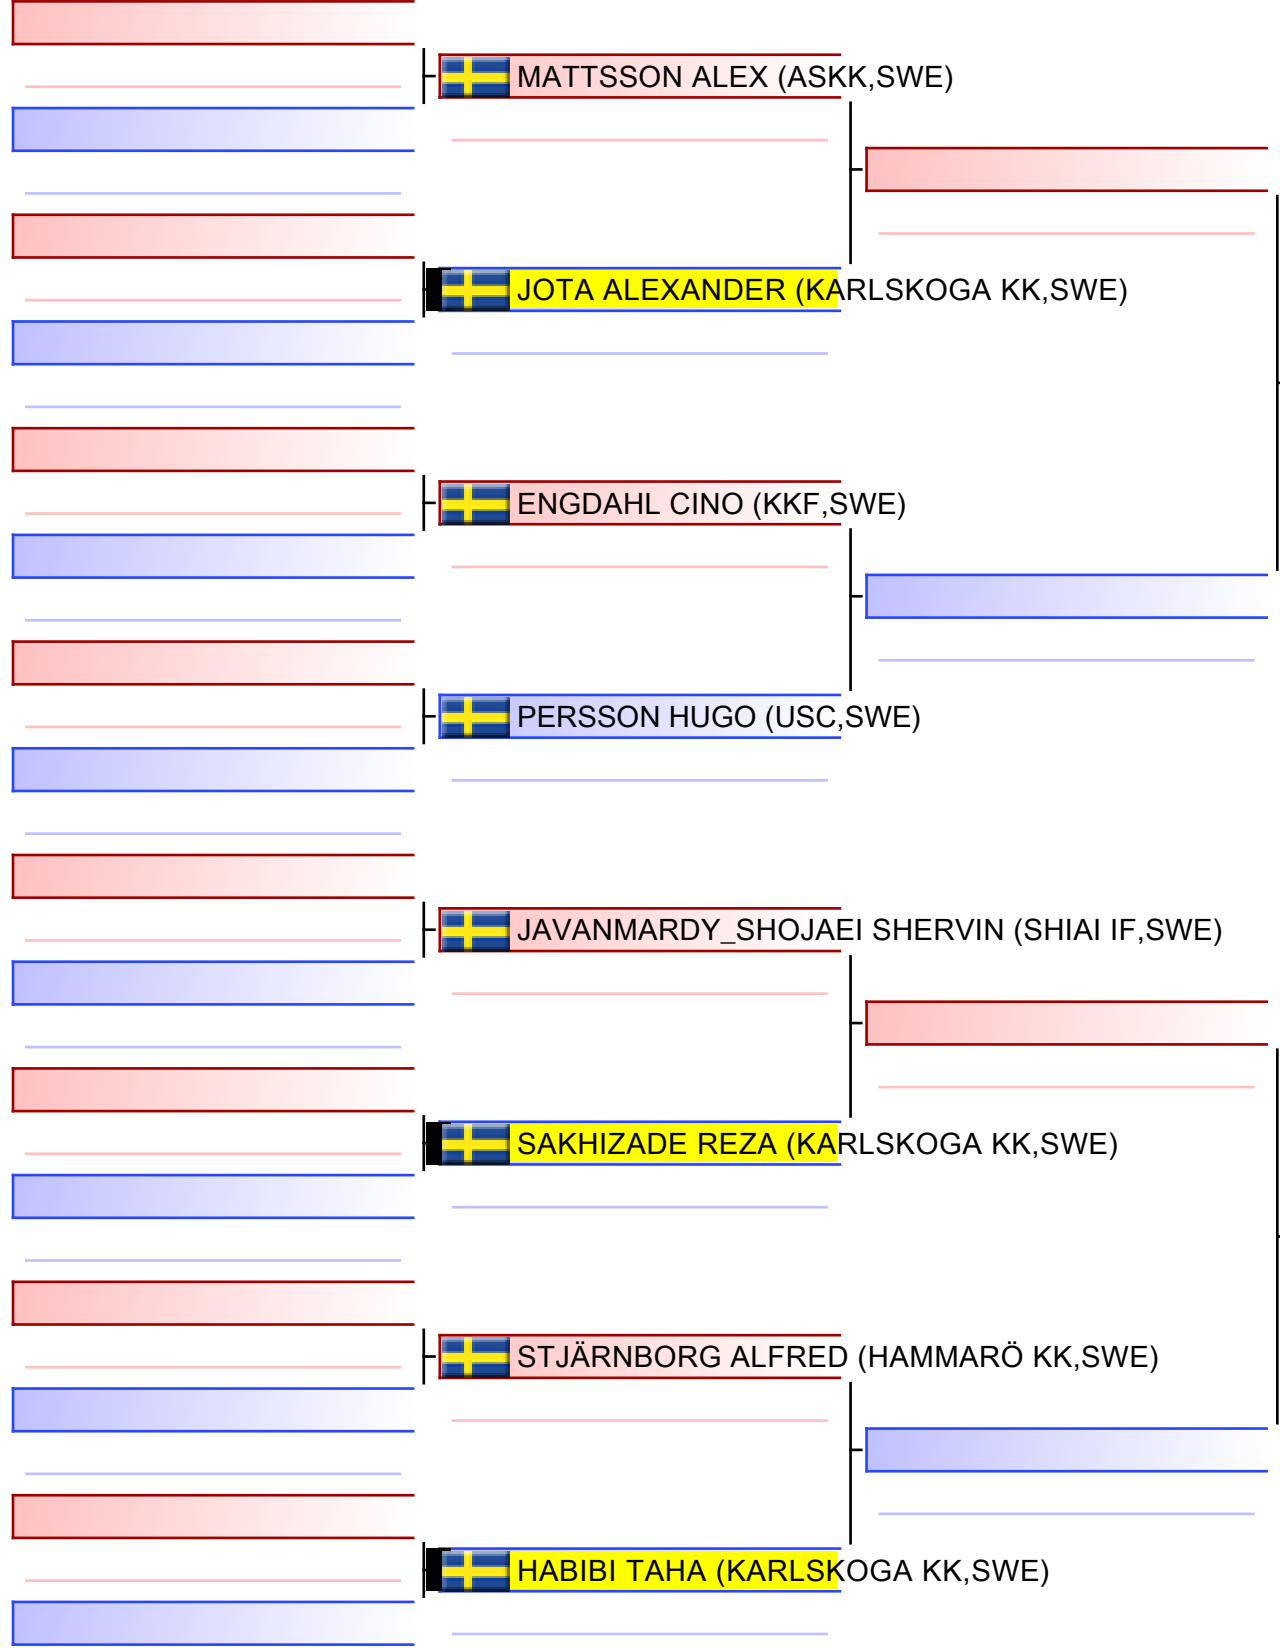 MATTSSON ALEX (ASKK,SWE)
JOTA ALEXANDER (KARLSKOGA KK,SWE)
ENGDAHL CINO (KKF,SWE)
PERSSON HUGO (USC,SWE)
JAVANMARDY_SHOJAEI SHERVIN (SHIAI IF,SWE)
SAKHIZADE REZA (KARLSKOGA KK,SWE)
STJÄRNBORG ALFRED (HAMMARÖ KK,SWE)
HABIBI TAHA (KARLSKOGA KK,SWE)